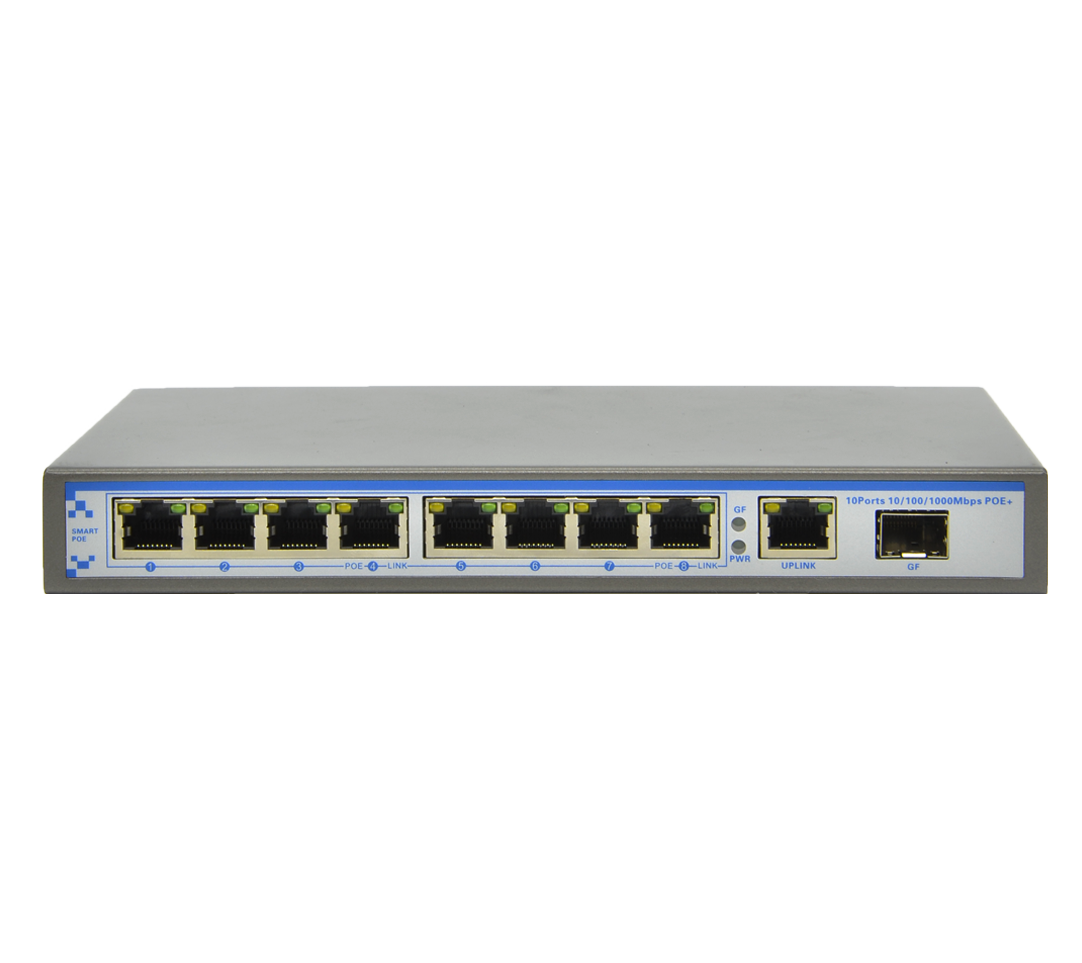 10Ports 10/100/1000Mbps POE+
SMART
POE
GF
PWR
1 2 3 POE 4 LINK 5 6 7 POE 8 LINK
UPLINK
GF